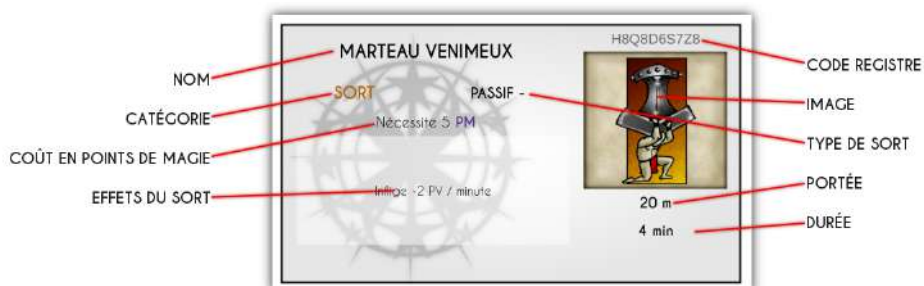 MARTEAU VENIMEUX
H8Q8D6S7Z8
CODE REGISTRE
NOM
SORT
PASSIF -
IMAGE
CATÉGORIE
Nécessite 5 PM
TYPE DE SORT
COÛT EN POINTS DE MAGIE
PORTÉE
EFFETS DU SORT
Inflige -2 PV / minute
20 m
DURÉE
4 min